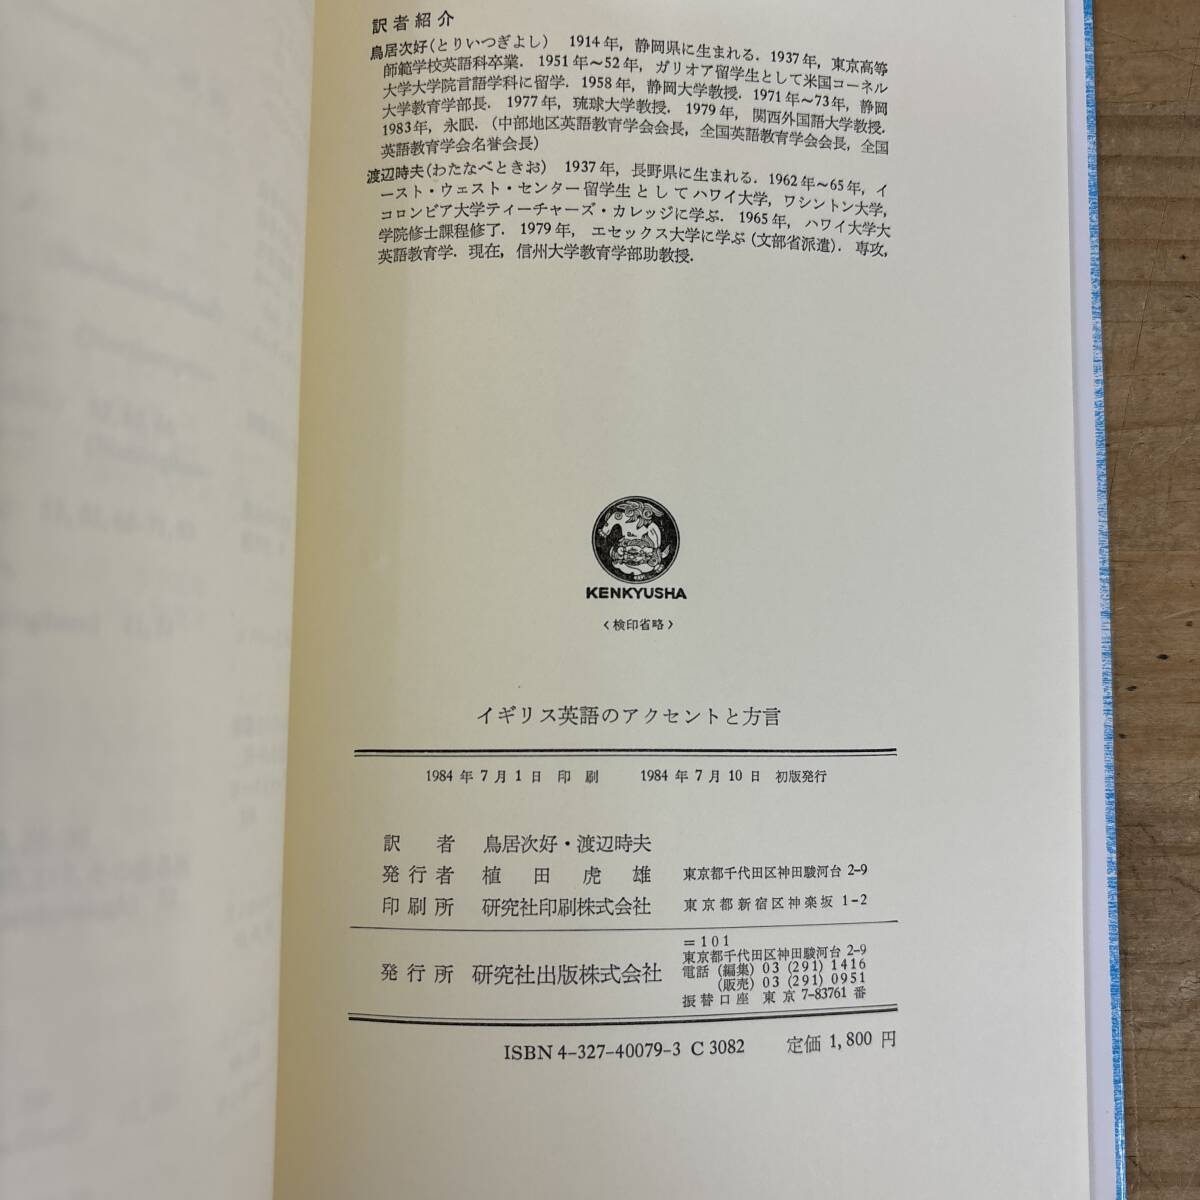 訳者紹介
鳥居次好(とりいつぎよし) 1914年,静岡県に生まれる.1937年,東京高等
師範学校英語科卒業.1951年〜52年,ガリオア留学生として米国コーネル
大学大学院言語学科に留学.1958年,静岡大学教授.1971年〜73年,静岡
大学教育学部長.1977年,琉球大学教授.1979年,関西外国語大学教授.
1983年,永眠.(中部地区英語教育学会会長,全国英語教育学会会長,全国
英語教育学会名誉会長)
渡辺時夫(わたなべときお) 1937年,長野県に生まれる.1962年〜65年,イ
ースト・ウェスト・センター留学生としてハワイ大学,ワシントン大学,
コロンビア大学ティーチャーズ・カレッジに学ぶ.1965年,ハワイ大学大
学院修士課程修了.1979年,エセックス大学に学ぶ(文部省派遣).専攻,
英語教育学.現在,信州大学教育学部助教授.
KENKYUSHA
〈検印省略〉
イギリス英語のアクセントと方言
1984年7月1日 印刷 1984年7月10日 初版発行
訳者 鳥居次好・渡辺時夫
発行者 植田虎雄 東京都千代田区神田駿河台 2-9
印刷所 研究社印刷株式会社 東京都新宿区神楽坂 1-2
発行所 研究社出版株式会社
=101
東京都千代田区神田駿河台 2-9
電話 (編集) 03 (291) 1416
(販売) 03 (291) 0951
振替口座 東京 7-83761 番
ISBN 4-327-40079-3 C 3082 定価 1,800 円